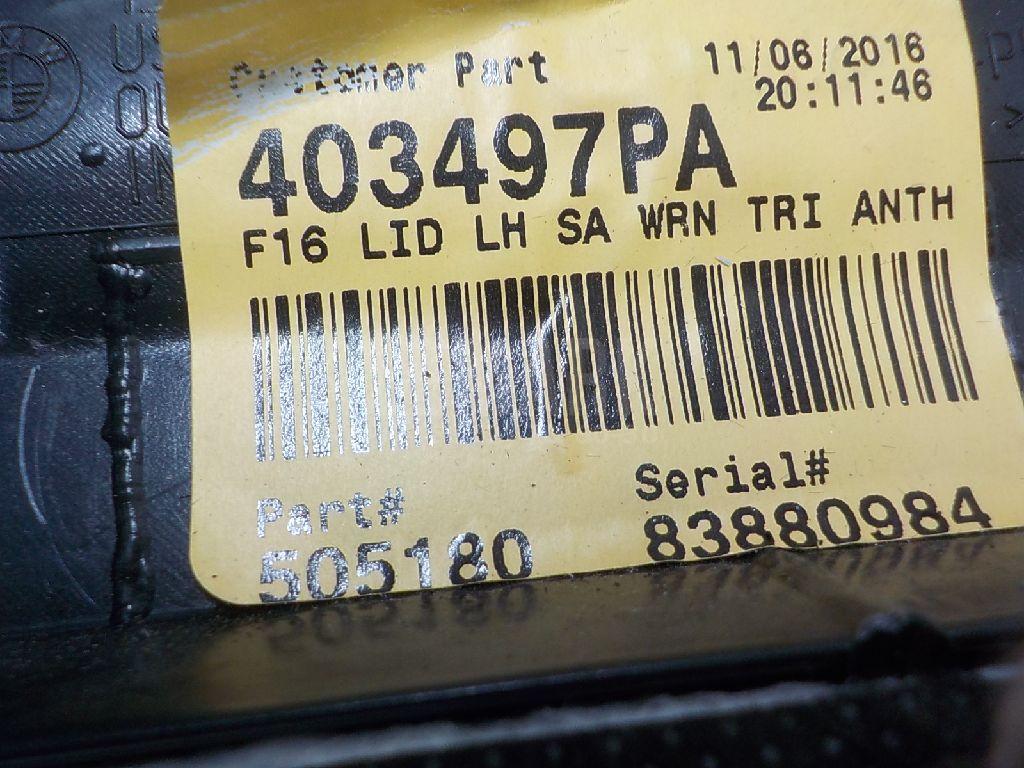 Customer Part
11/06/2016
20:11:46
403497PA
F16 LID LH SA WRN TRI ANTH
Part#
505180
Serial#
83880984